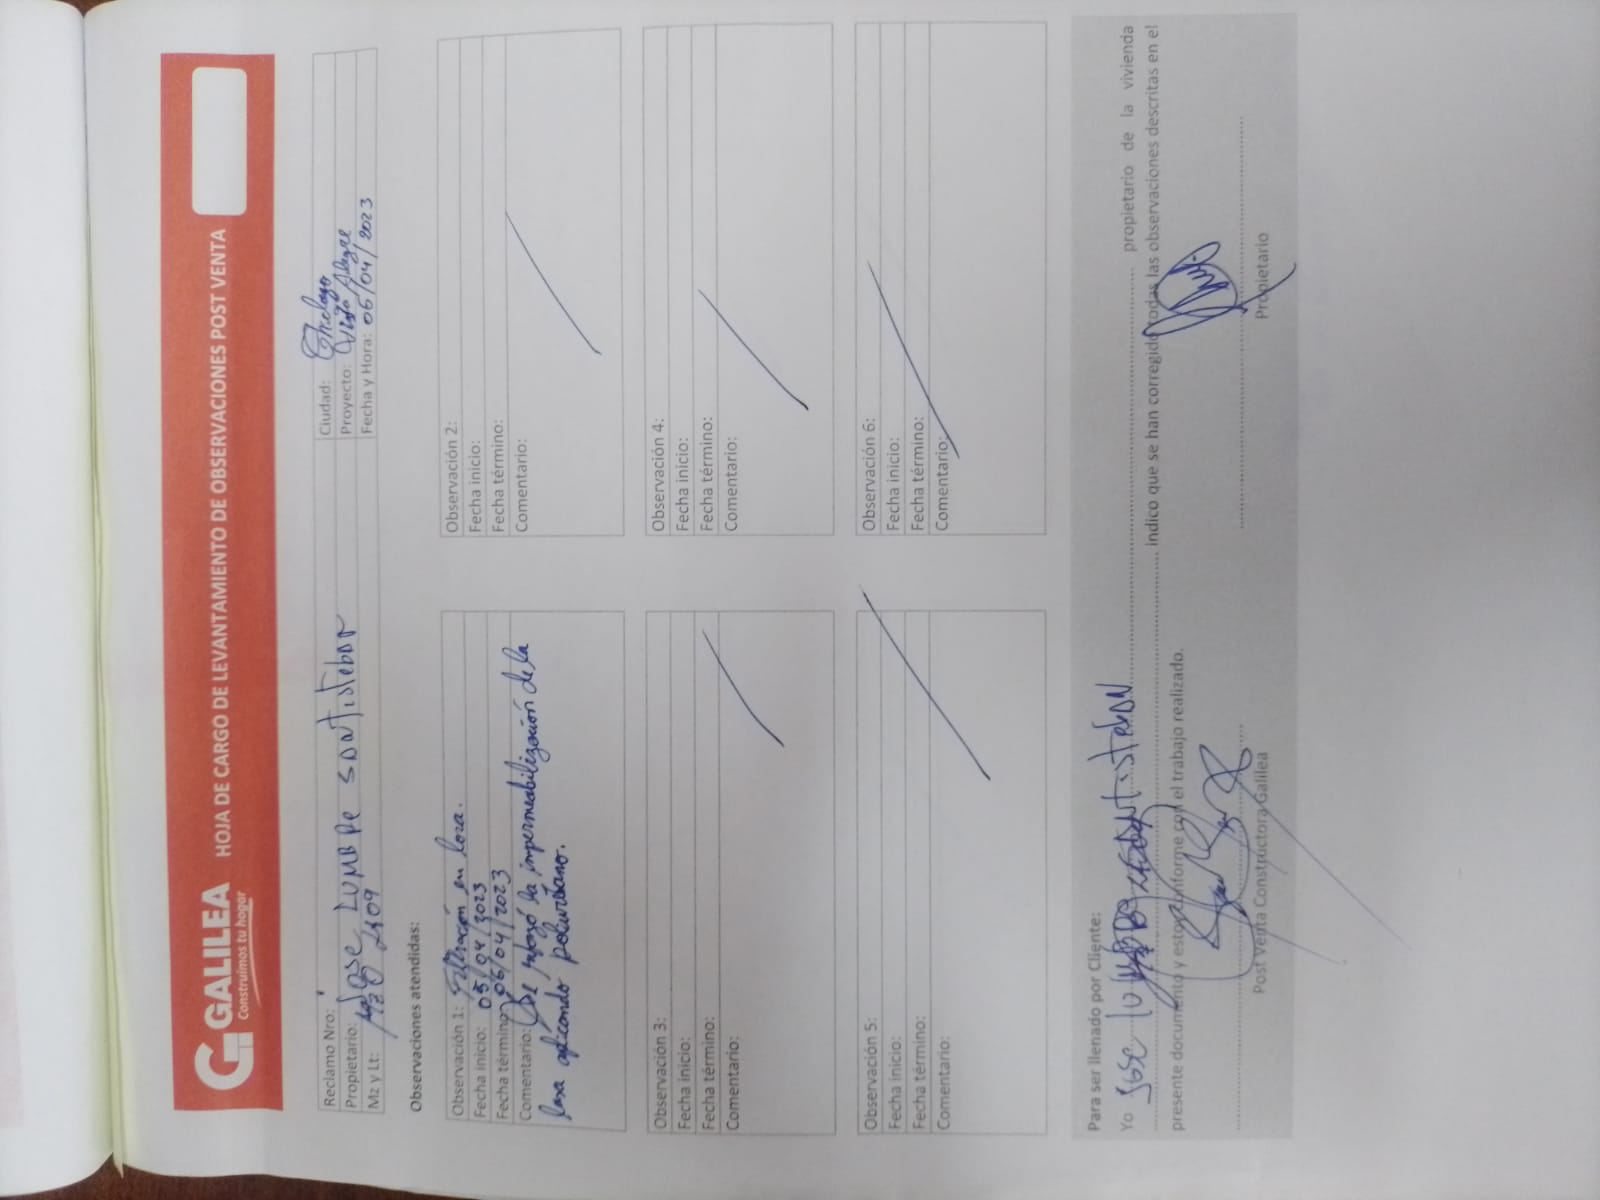 GALILEA
Construimos tu hogar
HOJA DE CARGO DE LEVANTAMIENTO DE OBSERVACIONES POST VENTA
Reclamo Nro:
Propietario: Jose LUMBRE SANTISTEBAN
Mz y Lt:
Ciudad: Chiclayo
Proyecto: Vista Alegre
Fecha y Hora: 06/04/2023
Observaciones atendidas:
Observación 1: Filtración en loza.
Fecha inicio: 05/04/2023
Fecha término: 06/04/2023
Comentario: Se reforzó la impermeabilización de la
losa aplicando poliuretano.
Observación 2:
Fecha inicio:
Fecha término:
Comentario:
Observación 3:
Fecha inicio:
Fecha término:
Comentario:
Observación 4:
Fecha inicio:
Fecha término:
Comentario:
Observación 5:
Fecha inicio:
Fecha término:
Comentario:
Observación 6:
Fecha inicio:
Fecha término:
Comentario:
Para ser llenado por Cliente:
Yo Jose SANTISTEBAN propietario de la vivienda
indico que se han corregido todas las observaciones descritas en el
presente documento y estoy conforme con el trabajo realizado.
Post Venta Constructora Galilea
Propietario